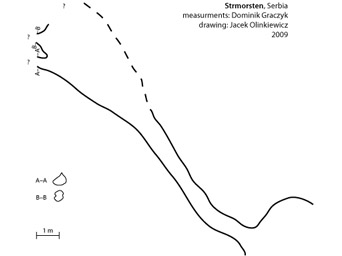 ?
Strmorsten, Serbia
measurments: Dominik Graczyk
drawing: Jacek Olinkiewicz
2009
?
B
A–
?
A–A
B–B
1 m